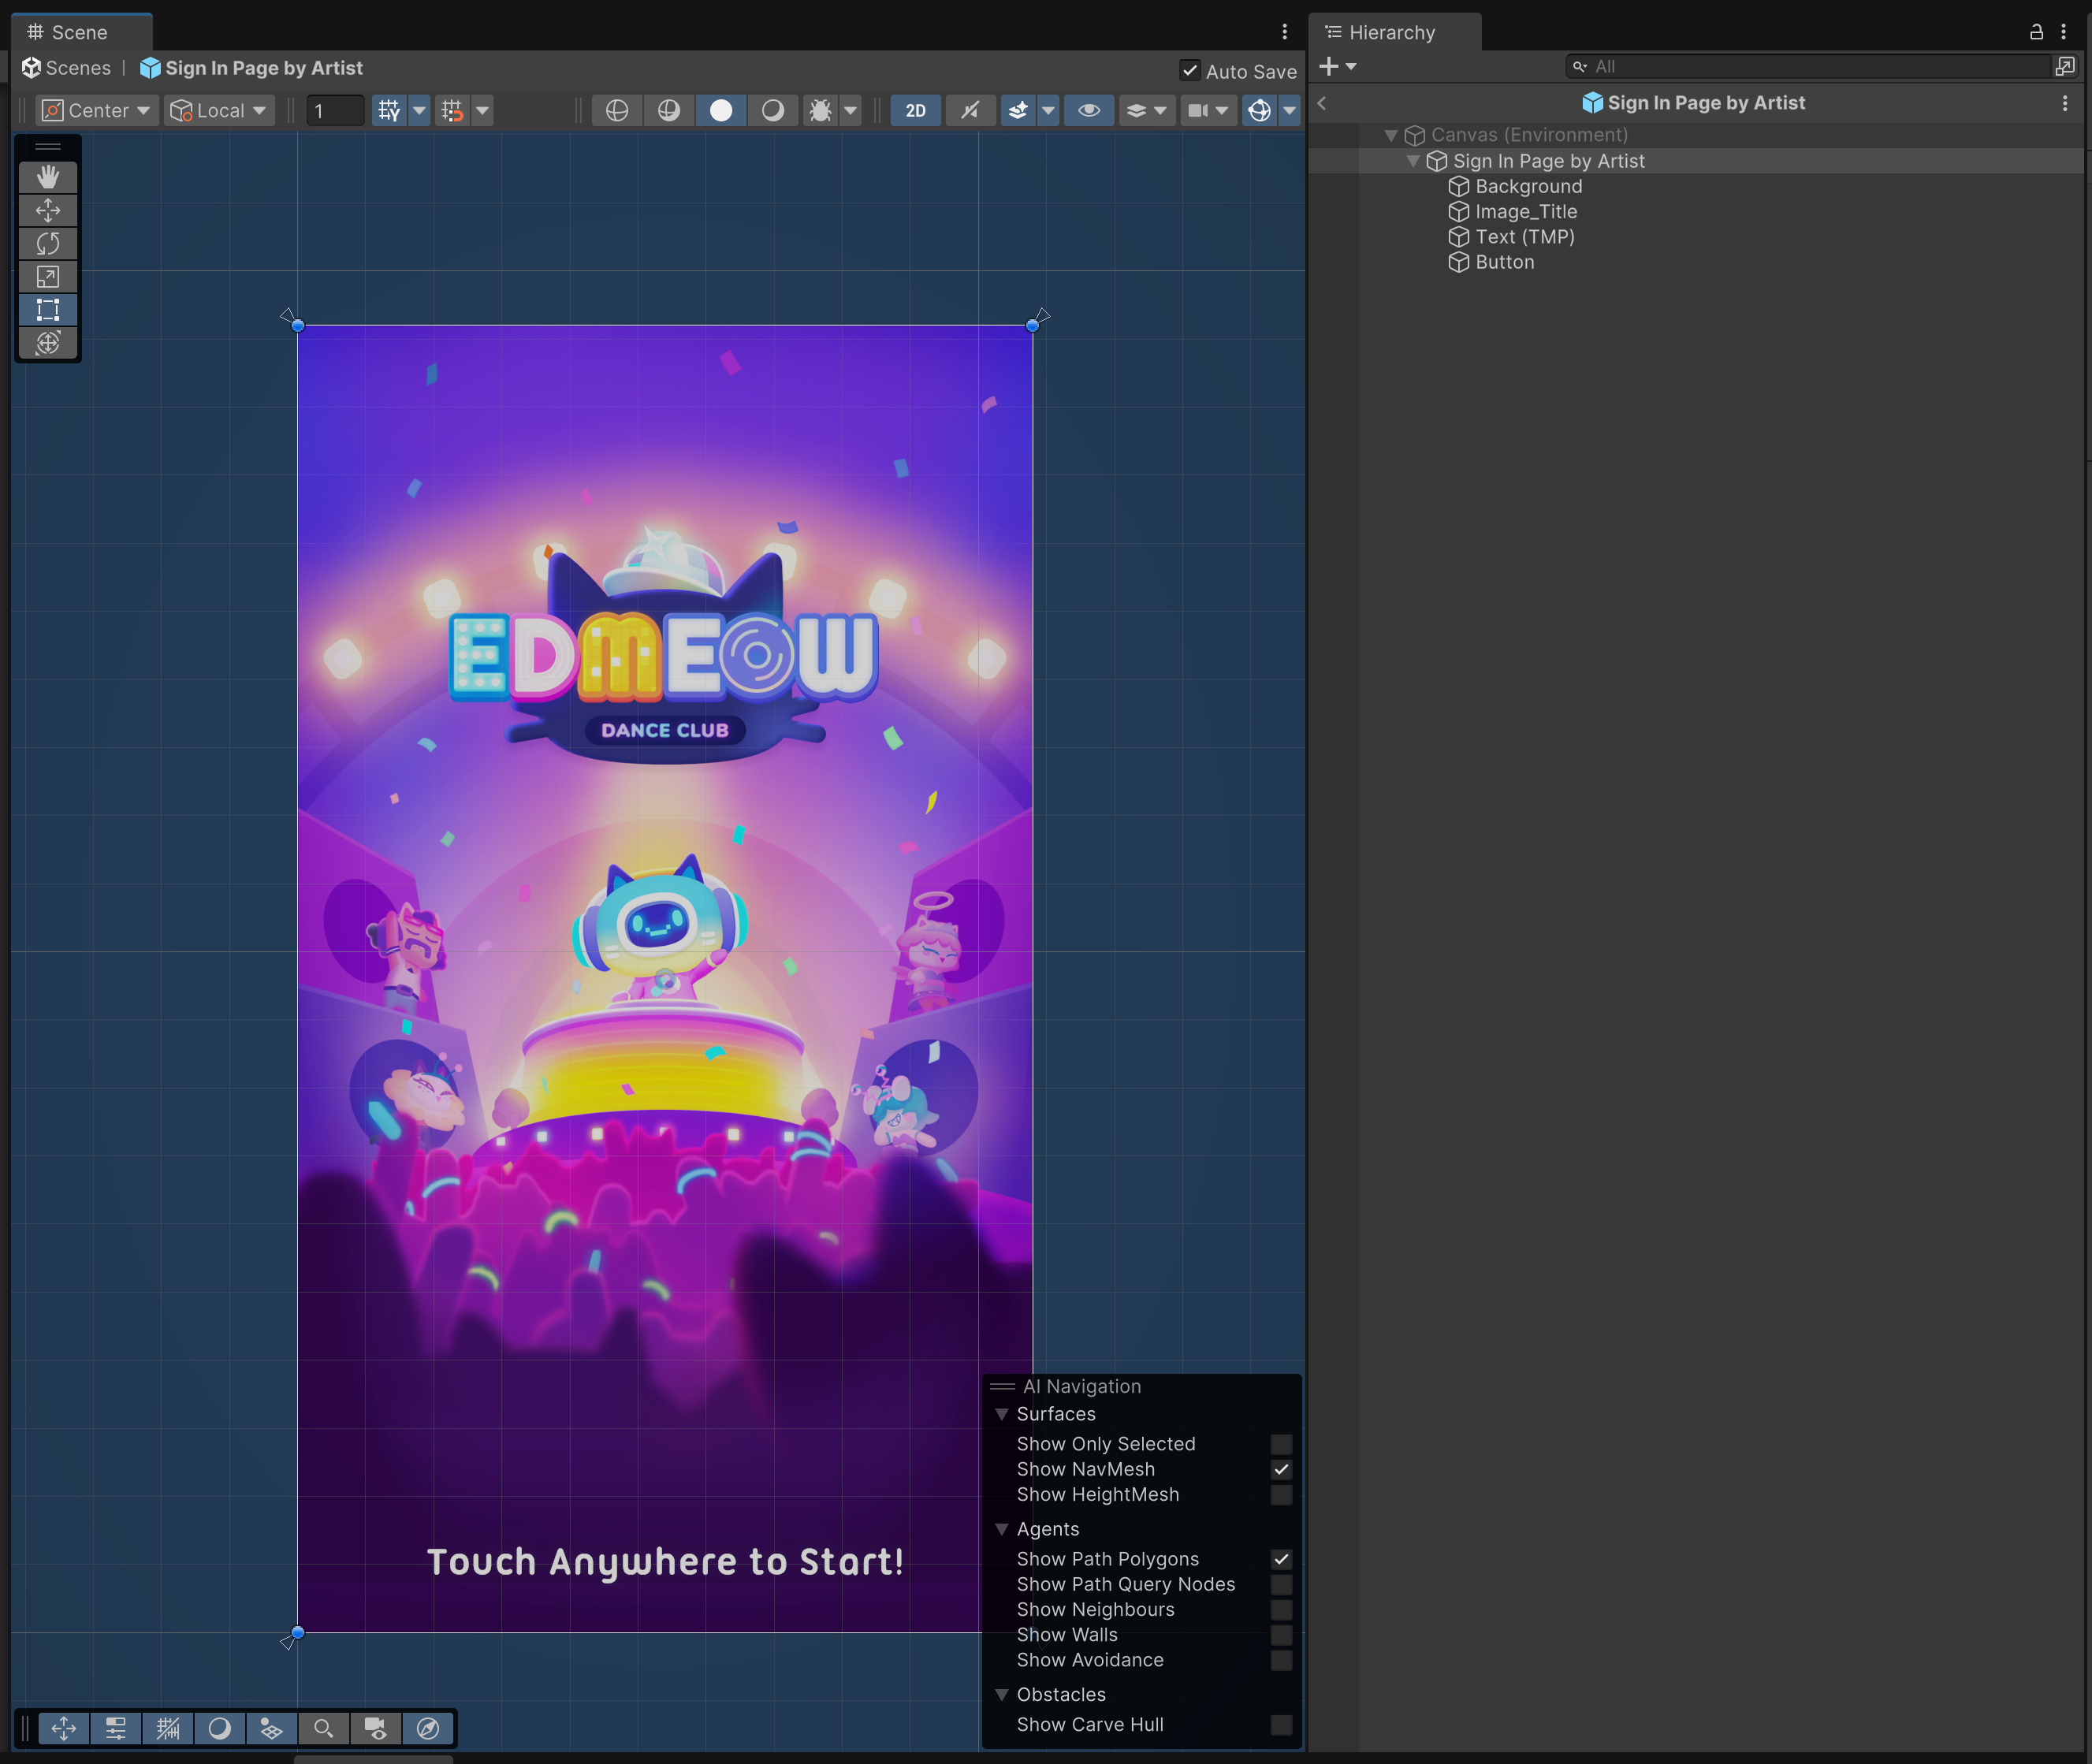 Scene
Scenes | Sign In Page by Artist
Auto Save
Center
Local
1
2D
EDMEOW
DANCE CLUB
Touch Anywhere to Start!
AI Navigation
Surfaces
Show Only Selected
Show NavMesh
Show HeightMesh
Agents
Show Path Polygons
Show Path Query Nodes
Show Neighbours
Show Walls
Show Avoidance
Obstacles
Show Carve Hull
Hierarchy
All
Sign In Page by Artist
Canvas (Environment)
Sign In Page by Artist
Background
Image_Title
Text (TMP)
Button